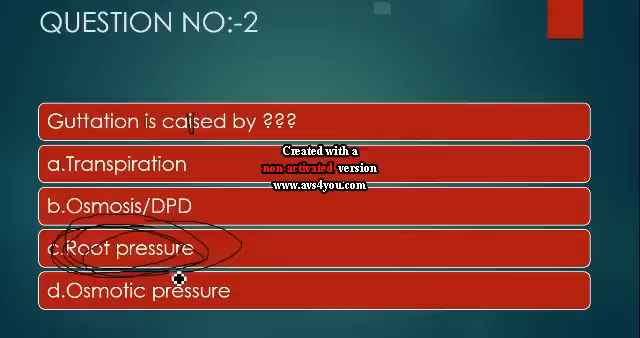 QUESTION NO:-2
Guttation is caised by ???
a.Transpiration
Created with a
non-activated version
www.avs4you.com
b.Osmosis/DPD
c.Root pressure
d.Osmotic pressure